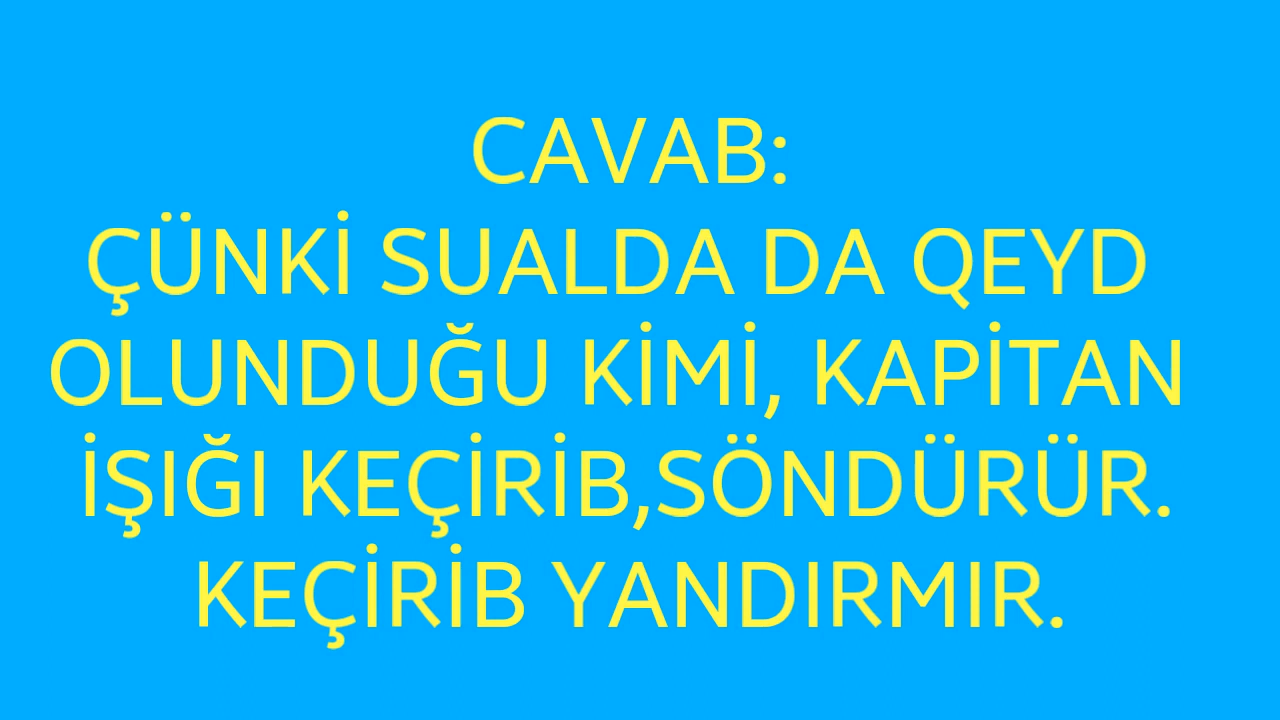 CAVAB:
ÇÜNKİ SUALDA DA QEYD
OLUNDUĞU KİMİ, KAPİTAN
İŞIĞI KEÇİRİB,SÖNDÜRÜR.
KEÇİRİB YANDIRMIR.